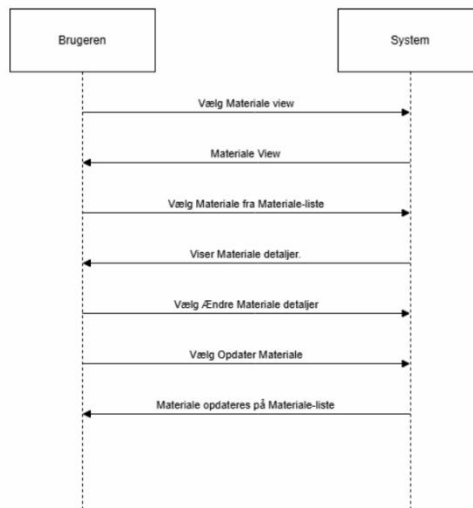 Brugeren
System
Vælg Materiale view
Materiale View
Vælg Materiale fra Materiale-liste
Viser Materiale detaljer.
Vælg Ændre Materiale detaljer
Vælg Opdater Materiale
Materiale opdateres på Materiale-liste